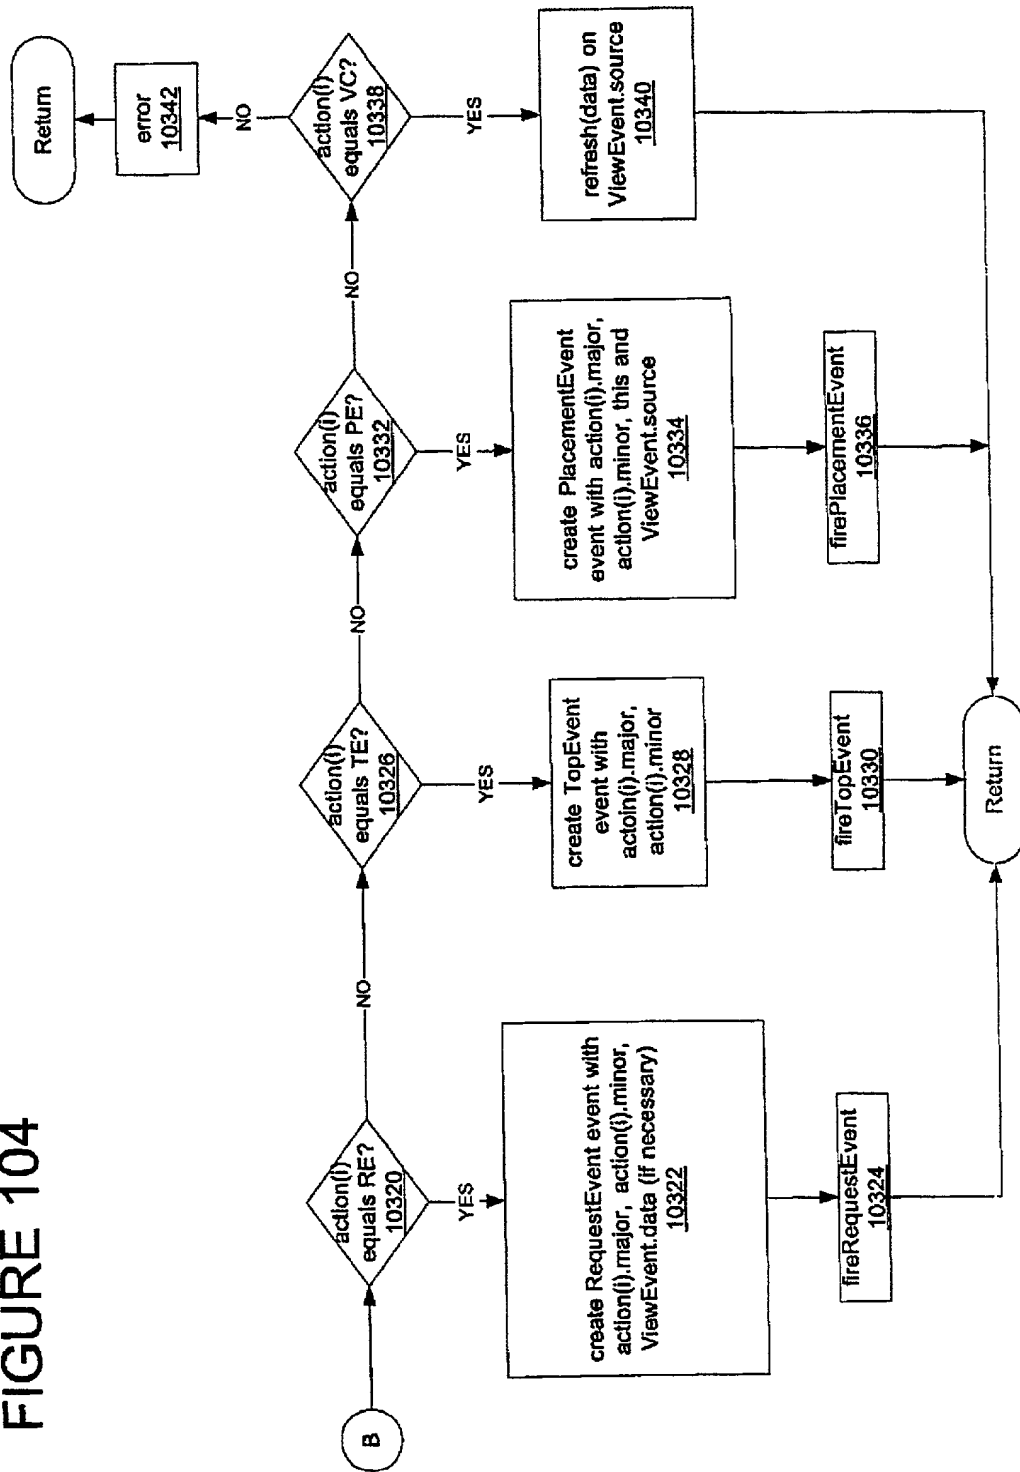 FIGURE 104
B
action(i)
equals RE?
10320
NO
YES
create RequestEvent event with
action(i).major, action(i).minor,
ViewEvent.data (if necessary)
10322
fireRequestEvent
10324
action(i)
equals TE?
10326
NO
YES
create TopEvent
event with
actoin(i).major,
action(i).minor
10328
fireTopEvent
10330
action(i)
equals PE?
10332
NO
YES
create PlacementEvent
event with action(i).major,
action(i).minor, this and
ViewEvent.source
10334
firePlacementEvent
10336
action(i)
equals VC?
10338
NO
error
10342
Return
YES
refresh(data) on
ViewEvent.source
10340
Return